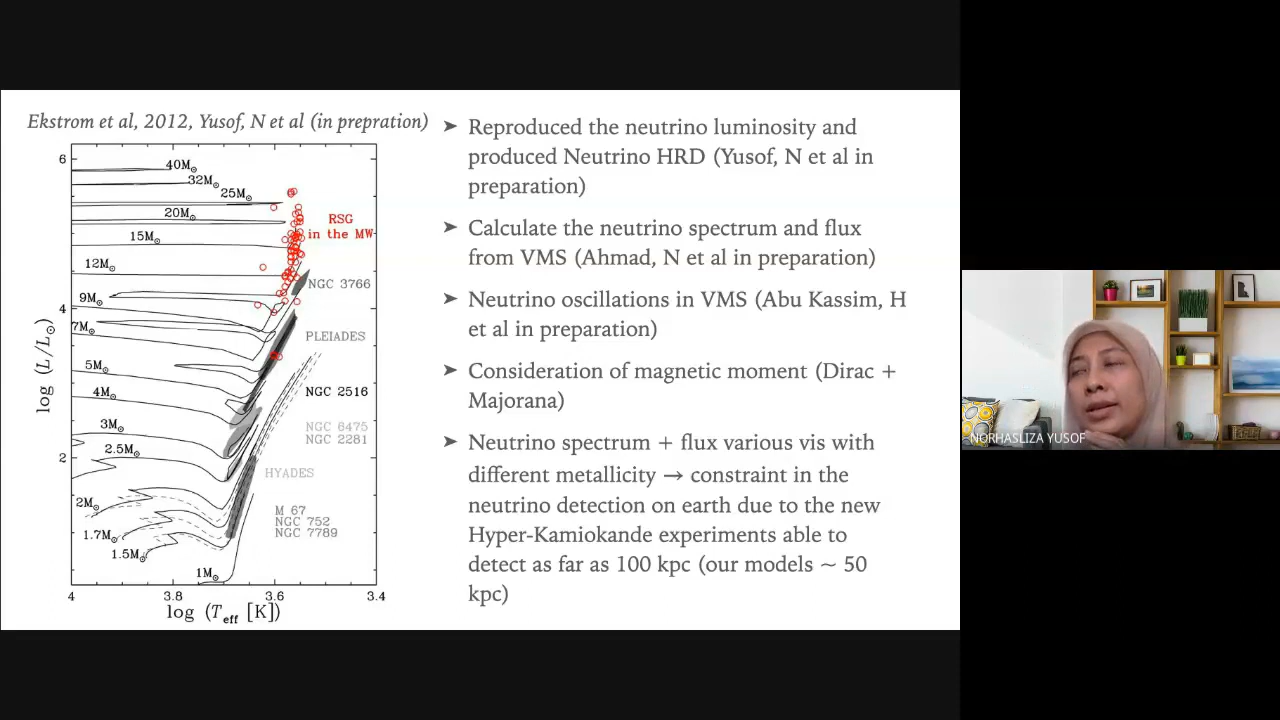 Ekstrom et al, 2012, Yusof, N et al (in prepration)
6
4
2
log (L/L⊙)
40M⊙
32M⊙
25M⊙
20M⊙
15M⊙
12M⊙
9M⊙
7M⊙
5M⊙
4M⊙
3M⊙
2.5M⊙
2M⊙
1.7M⊙
1.5M⊙
1M⊙
RSG
in the MW
NGC 3766
PLEIADES
NGC 2516
NGC 6475
NGC 2281
HYADES
M 67
NGC 752
NGC 7789
4 3.8 3.6 3.4
log (Teff [K])
➤ Reproduced the neutrino luminosity and
produced Neutrino HRD (Yusof, N et al in
preparation)
➤ Calculate the neutrino spectrum and flux
from VMS (Ahmad, N et al in preparation)
➤ Neutrino oscillations in VMS (Abu Kassim, H
et al in preparation)
➤ Consideration of magnetic moment (Dirac +
Majorana)
➤ Neutrino spectrum + flux various vis with
different metallicity → constraint in the
neutrino detection on earth due to the new
Hyper-Kamiokande experiments able to
detect as far as 100 kpc (our models ~ 50
kpc)
NORHASLIZA YUSOF